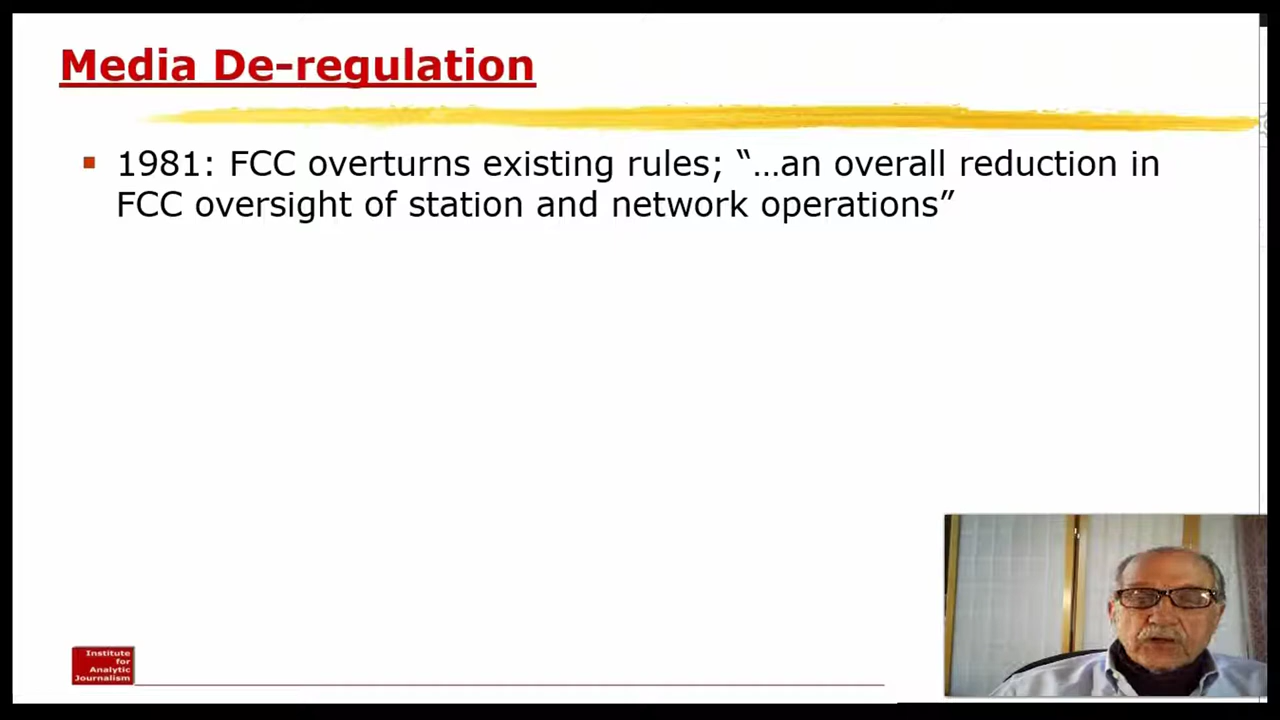 Media De-regulation
1981: FCC overturns existing rules; “…an overall reduction in
FCC oversight of station and network operations”
Institute
for
Analytic
Journalism